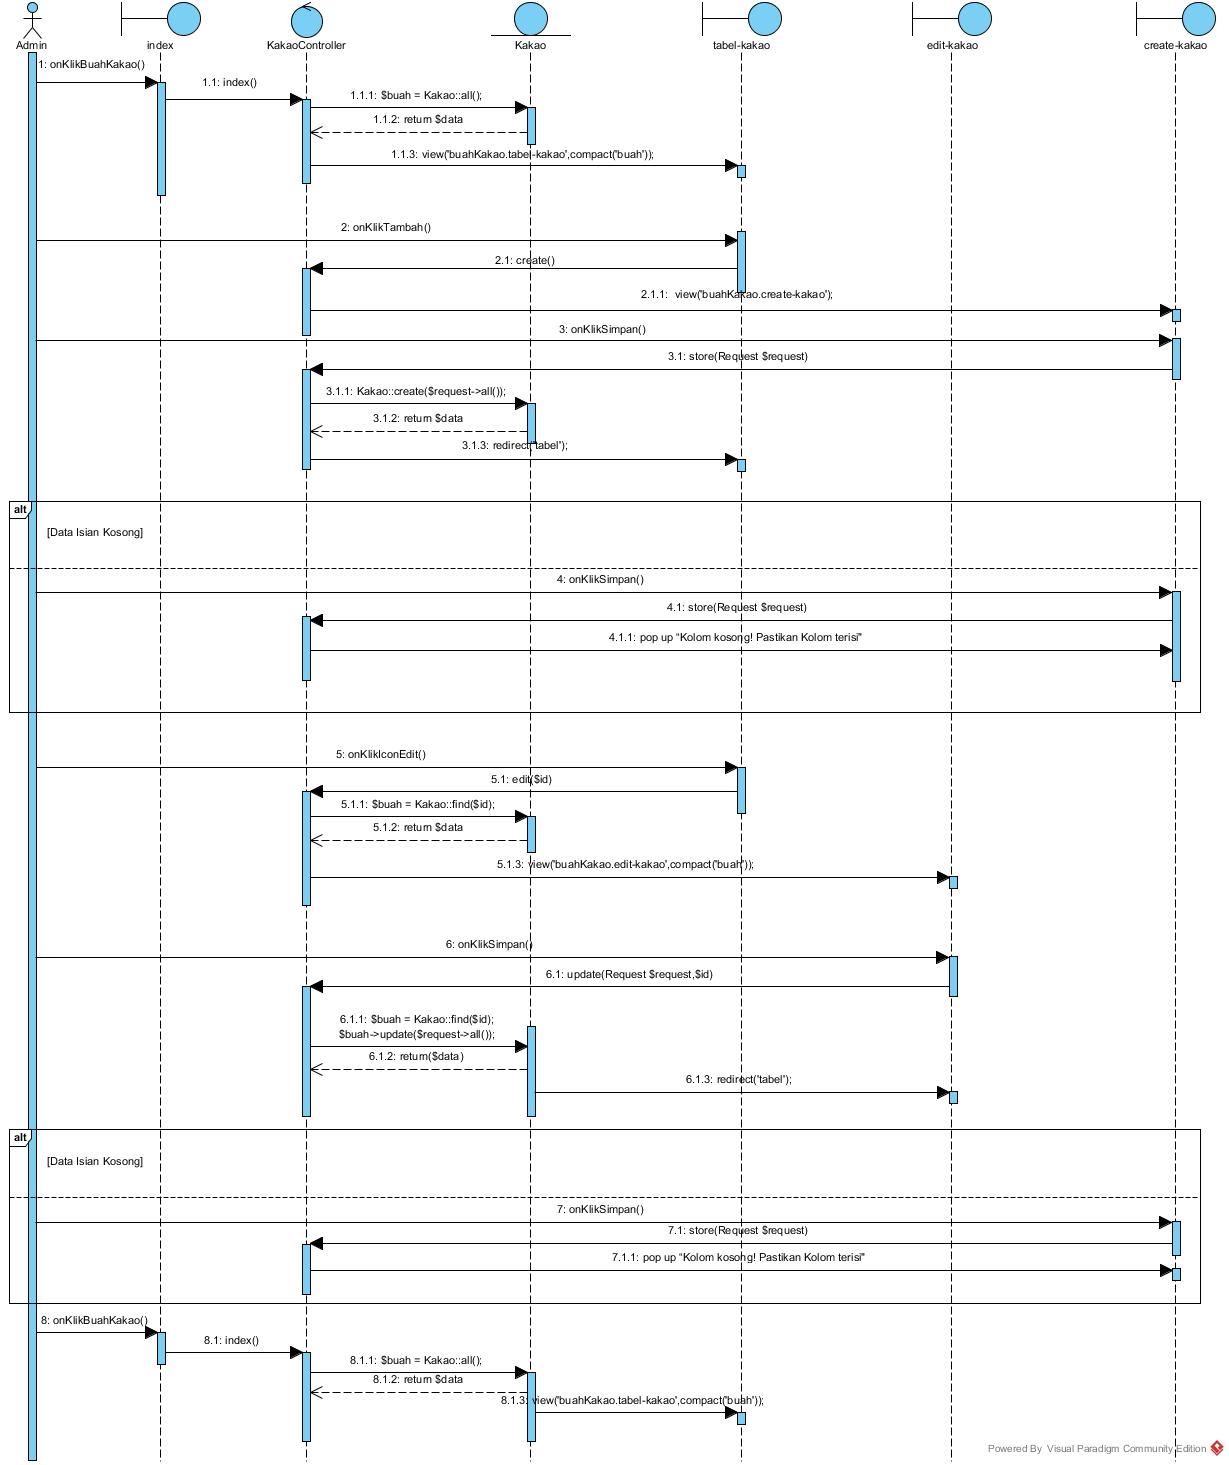 Admin
index
KakaoController
Kakao
tabel-kakao
edit-kakao
create-kakao
1: onKlikBuahKakao()
1.1: index()
1.1.1: $buah = Kakao::all();
1.1.2: return $data
1.1.3: view('buahKakao.tabel-kakao',compact('buah'));
2: onKlikTambah()
2.1: create()
2.1.1: view('buahKakao.create-kakao');
3: onKlikSimpan()
3.1: store(Request $request)
3.1.1: Kakao::create($request->all());
3.1.2: return $data
3.1.3: redirect('tabel');
alt
[Data Isian Kosong]
4: onKlikSimpan()
4.1: store(Request $request)
4.1.1: pop up “Kolom kosong! Pastikan Kolom terisi"
5: onKlikIconEdit()
5.1: edit($id)
5.1.1: $buah = Kakao::find($id);
5.1.2: return $data
5.1.3: view('buahKakao.edit-kakao',compact('buah'));
6: onKlikSimpan()
6.1: update(Request $request,$id)
6.1.1: $buah = Kakao::find($id);
$buah->update($request->all());
6.1.2: return($data)
6.1.3: redirect('tabel');
alt
[Data Isian Kosong]
7: onKlikSimpan()
7.1: store(Request $request)
7.1.1: pop up “Kolom kosong! Pastikan Kolom terisi"
8: onKlikBuahKakao()
8.1: index()
8.1.1: $buah = Kakao::all();
8.1.2: return $data
8.1.3: view('buahKakao.tabel-kakao',compact('buah'));
Powered By Visual Paradigm Community Edition